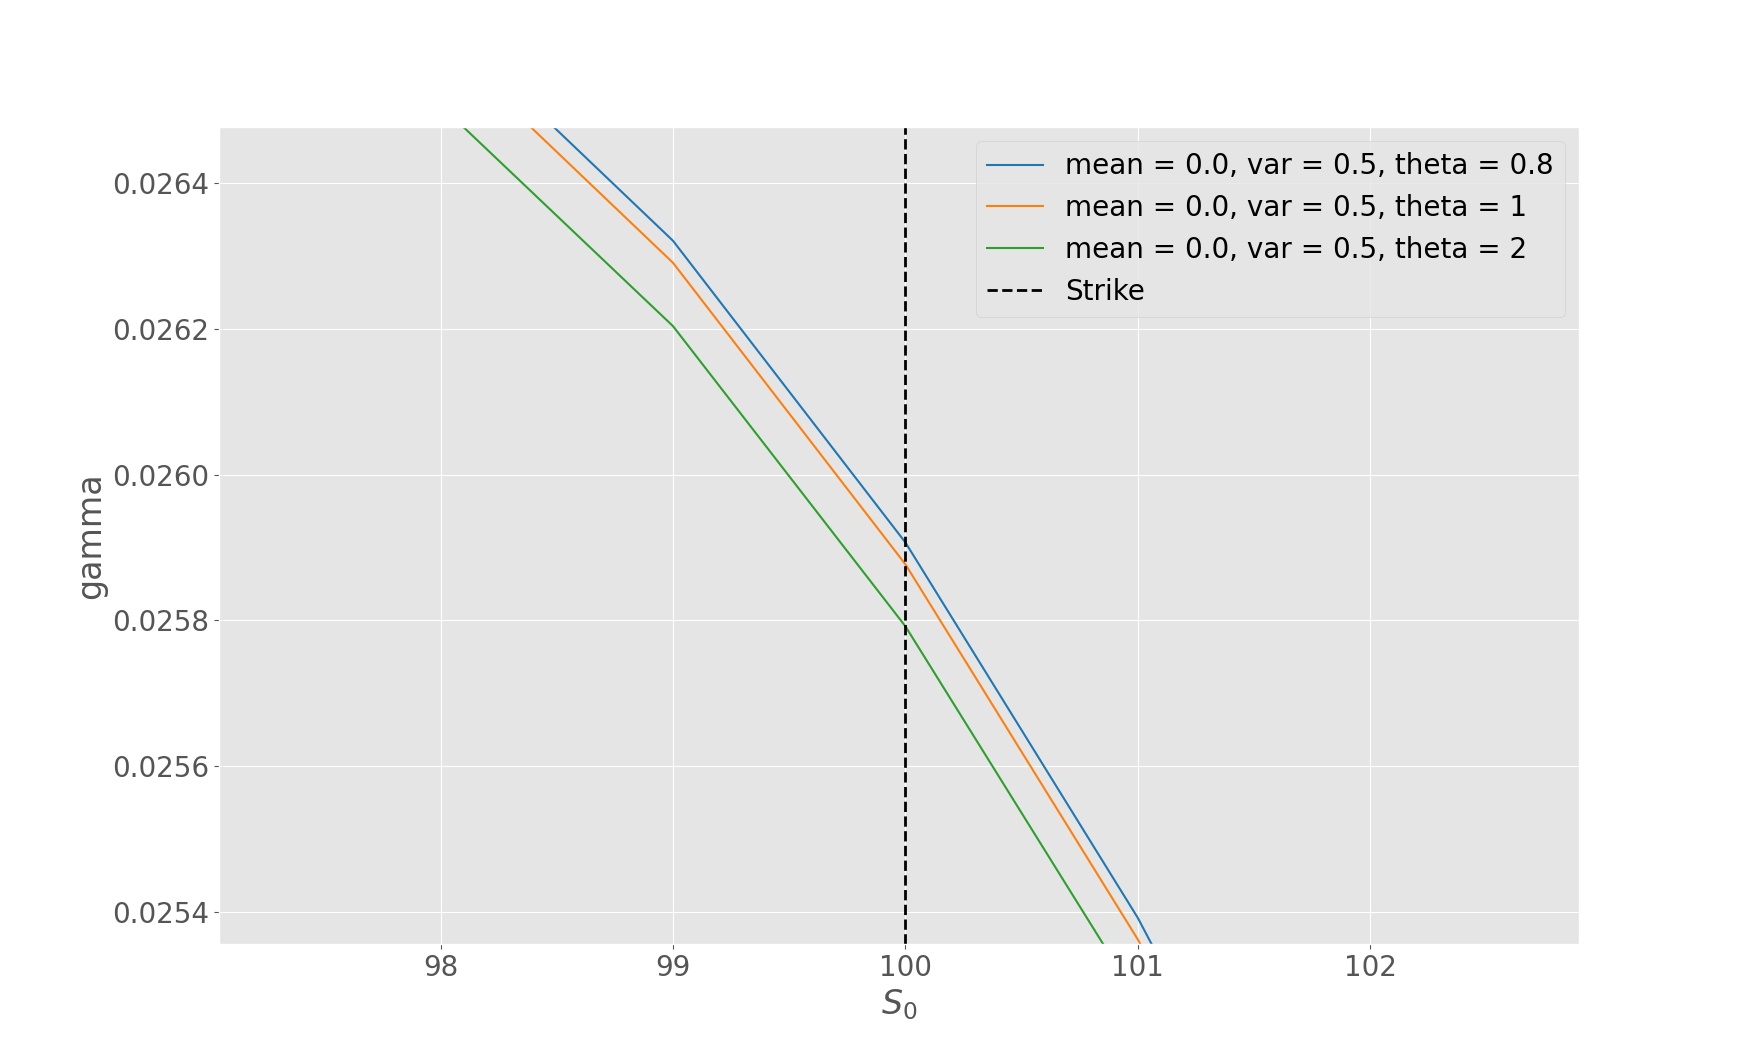 mean = 0.0, var = 0.5, theta = 0.8
mean = 0.0, var = 0.5, theta = 1
mean = 0.0, var = 0.5, theta = 2
Strike
gamma
0.0264
0.0262
0.0260
0.0258
0.0256
0.0254
98 99 100 101 102
S₀